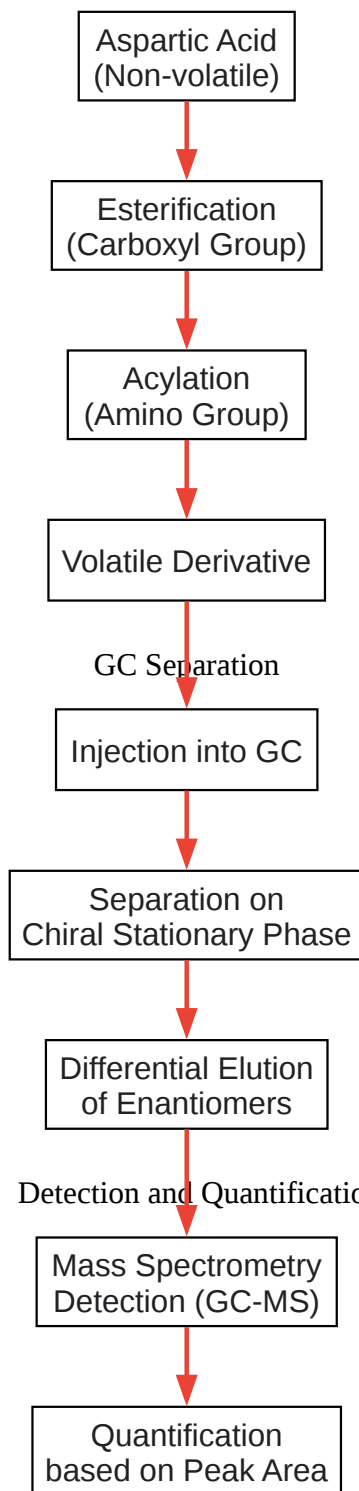 Aspartic Acid
(Non-volatile)
Esterification
(Carboxyl Group)
Acylation
(Amino Group)
Volatile Derivative
GC Separation
Injection into GC
Separation on
Chiral Stationary Phase
Differential Elution
of Enantiomers
Detection and Quantificatio
Mass Spectrometry
Detection (GC-MS)
Quantification
based on Peak Area